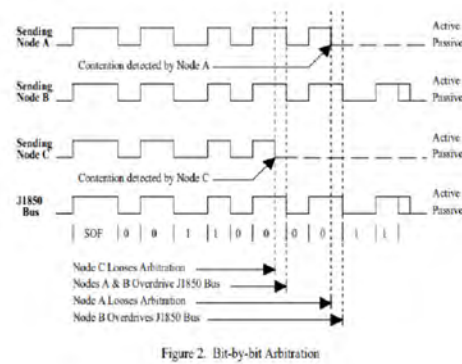 Sending Node A
Active
Passive
Contention detected by Node A
Sending Node B
Active
Passive
Sending Node C
Active
Passive
Contention detected by Node C
J1850 Bus
Active
Passive
SOF 0 0 1 1 0 0 0 0 1 1
Node C Looses Arbitration
Nodes A & B Overdrive J1850 Bus
Node A Looses Arbitration
Node B Overdrives J1850 Bus
Figure 2. Bit-by-bit Arbitration